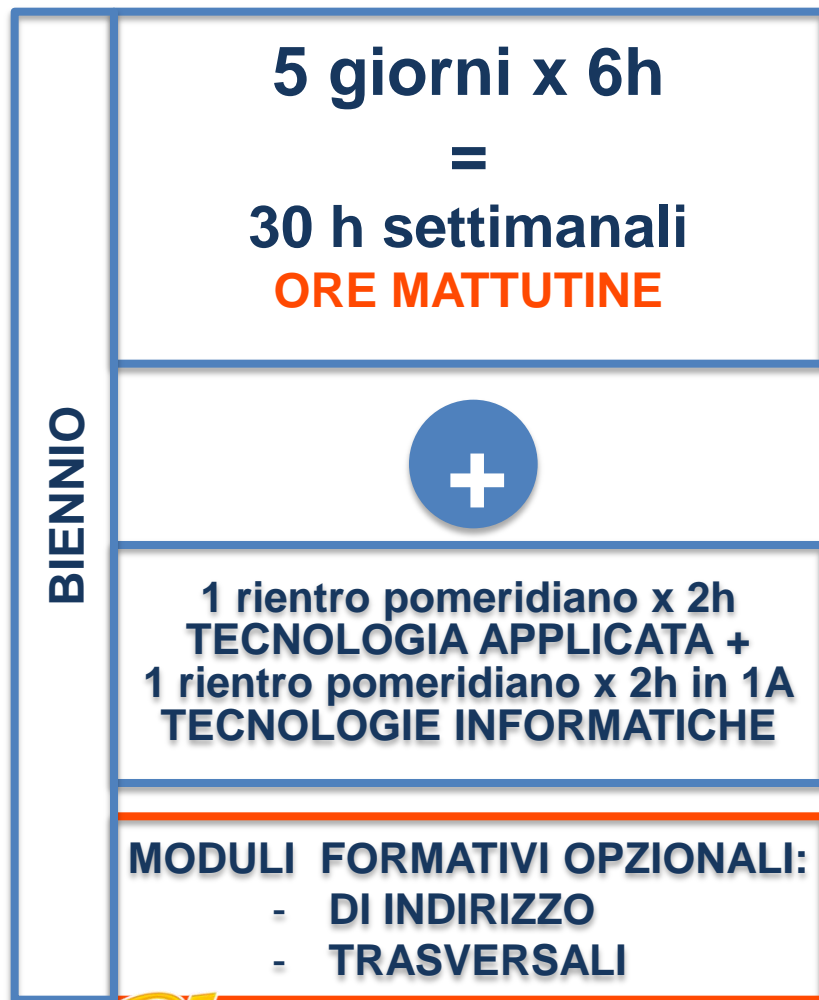 BIENNIO
5 giorni x 6h
=
30 h settimanali
ORE MATTUTINE
+
1 rientro pomeridiano x 2h
TECNOLOGIA APPLICATA +
1 rientro pomeridiano x 2h in 1A
TECNOLOGIE INFORMATICHE
MODULI FORMATIVI OPZIONALI:
- DI INDIRIZZO
- TRASVERSALI